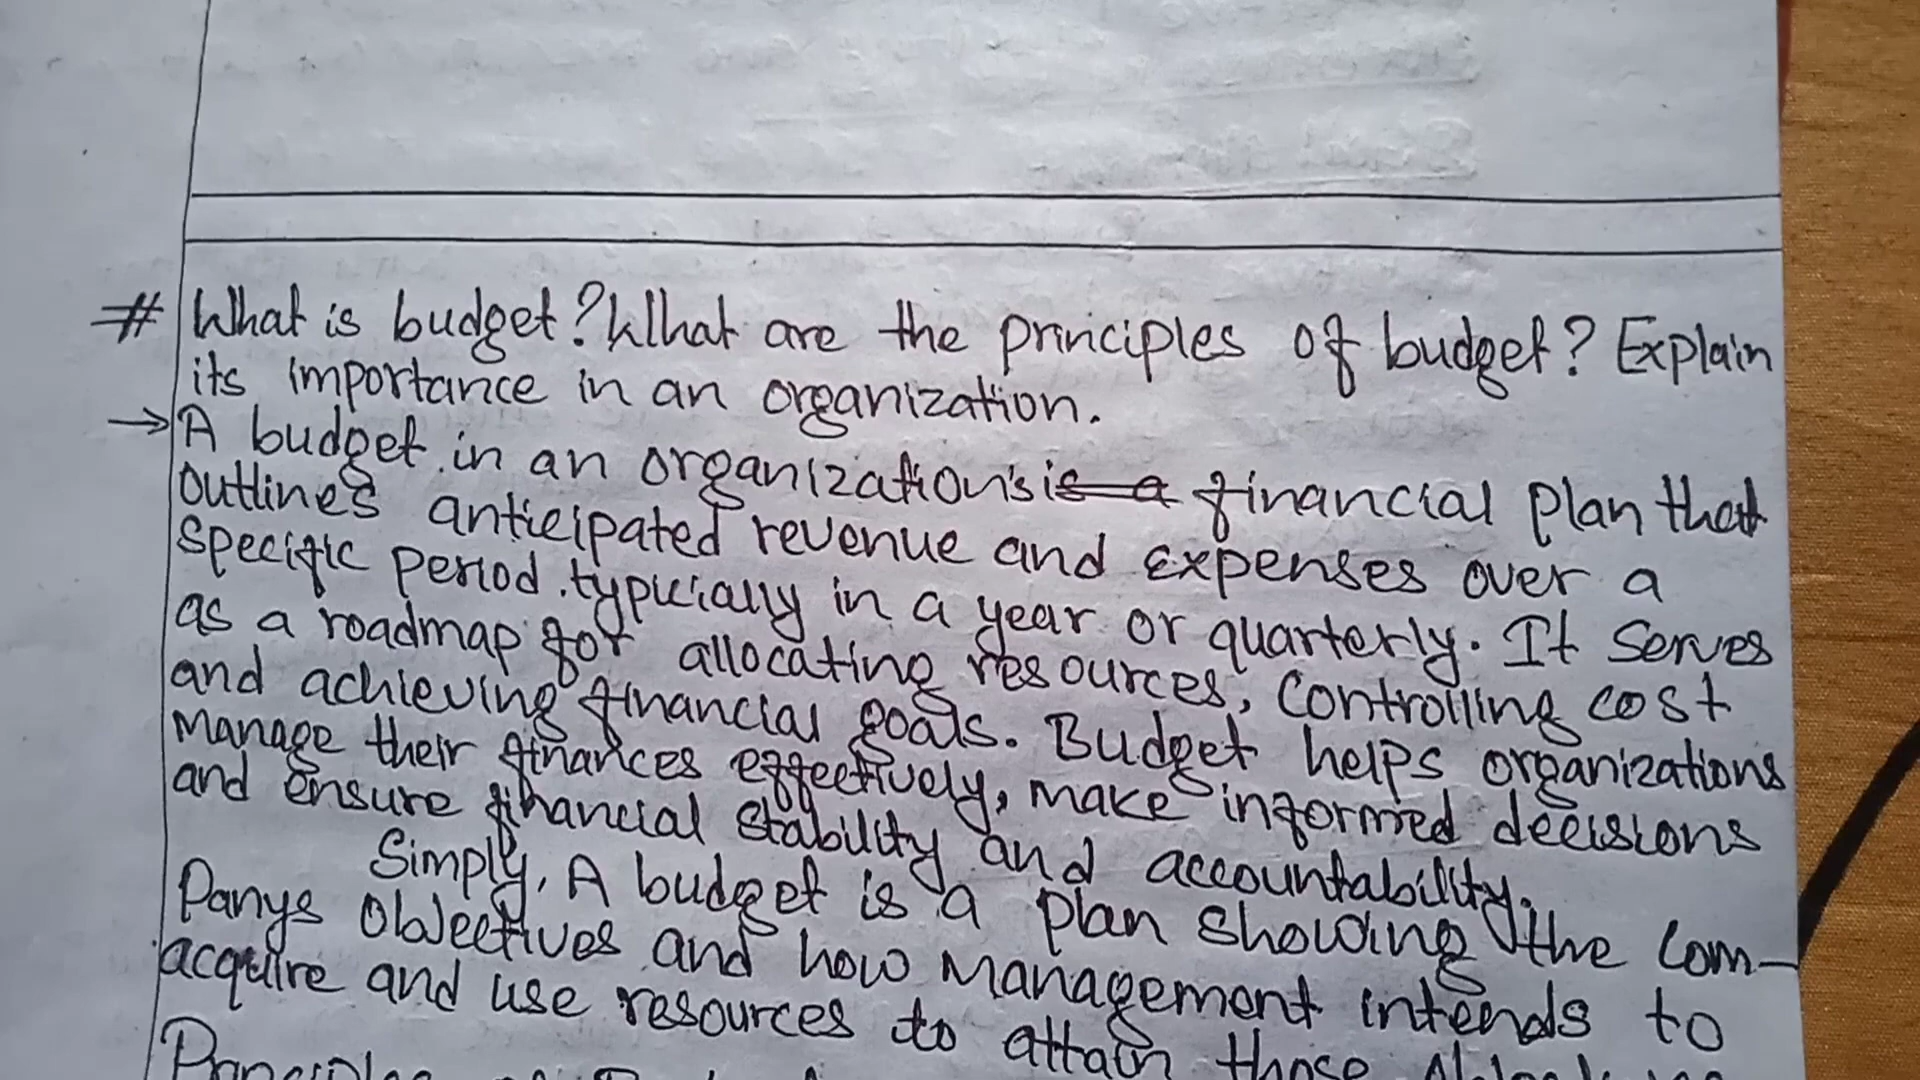 # What is budget? What are the principles of budget? Explain
its importance in an organization.
→ A budget in an organization's is a financial plan that
outlines anticipated revenue and expenses over a
specific period. typically in a year or quarterly. It serves
as a roadmap for allocating resources, controlling cost
and achieving financial goals. Budget helps organizations
manage their finances effectively, make informed decisions
and ensure financial stability and accountability.
Simply, A budget is a plan showing the com-
panys objectives and how management intends to
acquire and use resources to attain those
Principles of